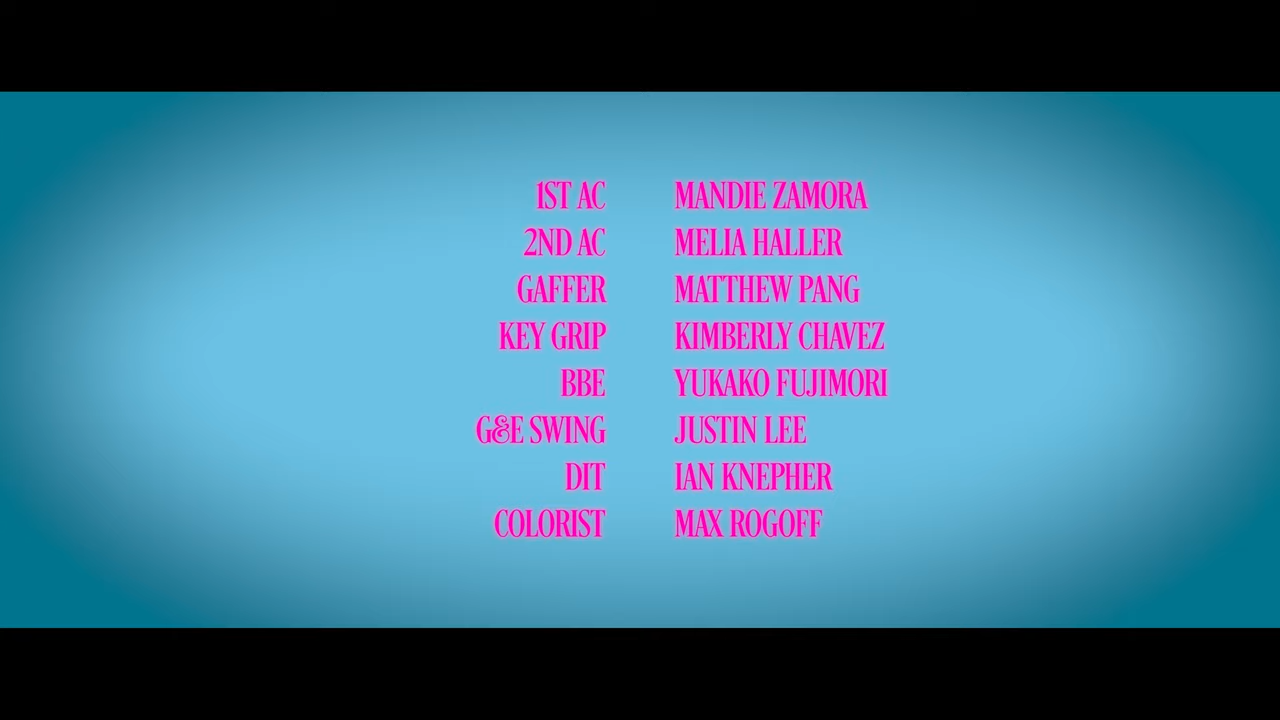 1ST AC MANDIE ZAMORA
2ND AC MELIA HALLER
GAFFER MATTHEW PANG
KEY GRIP KIMBERLY CHAVEZ
BBE YUKAKO FUJIMORI
G&E SWING JUSTIN LEE
DIT IAN KNEPHER
COLORIST MAX ROGOFF